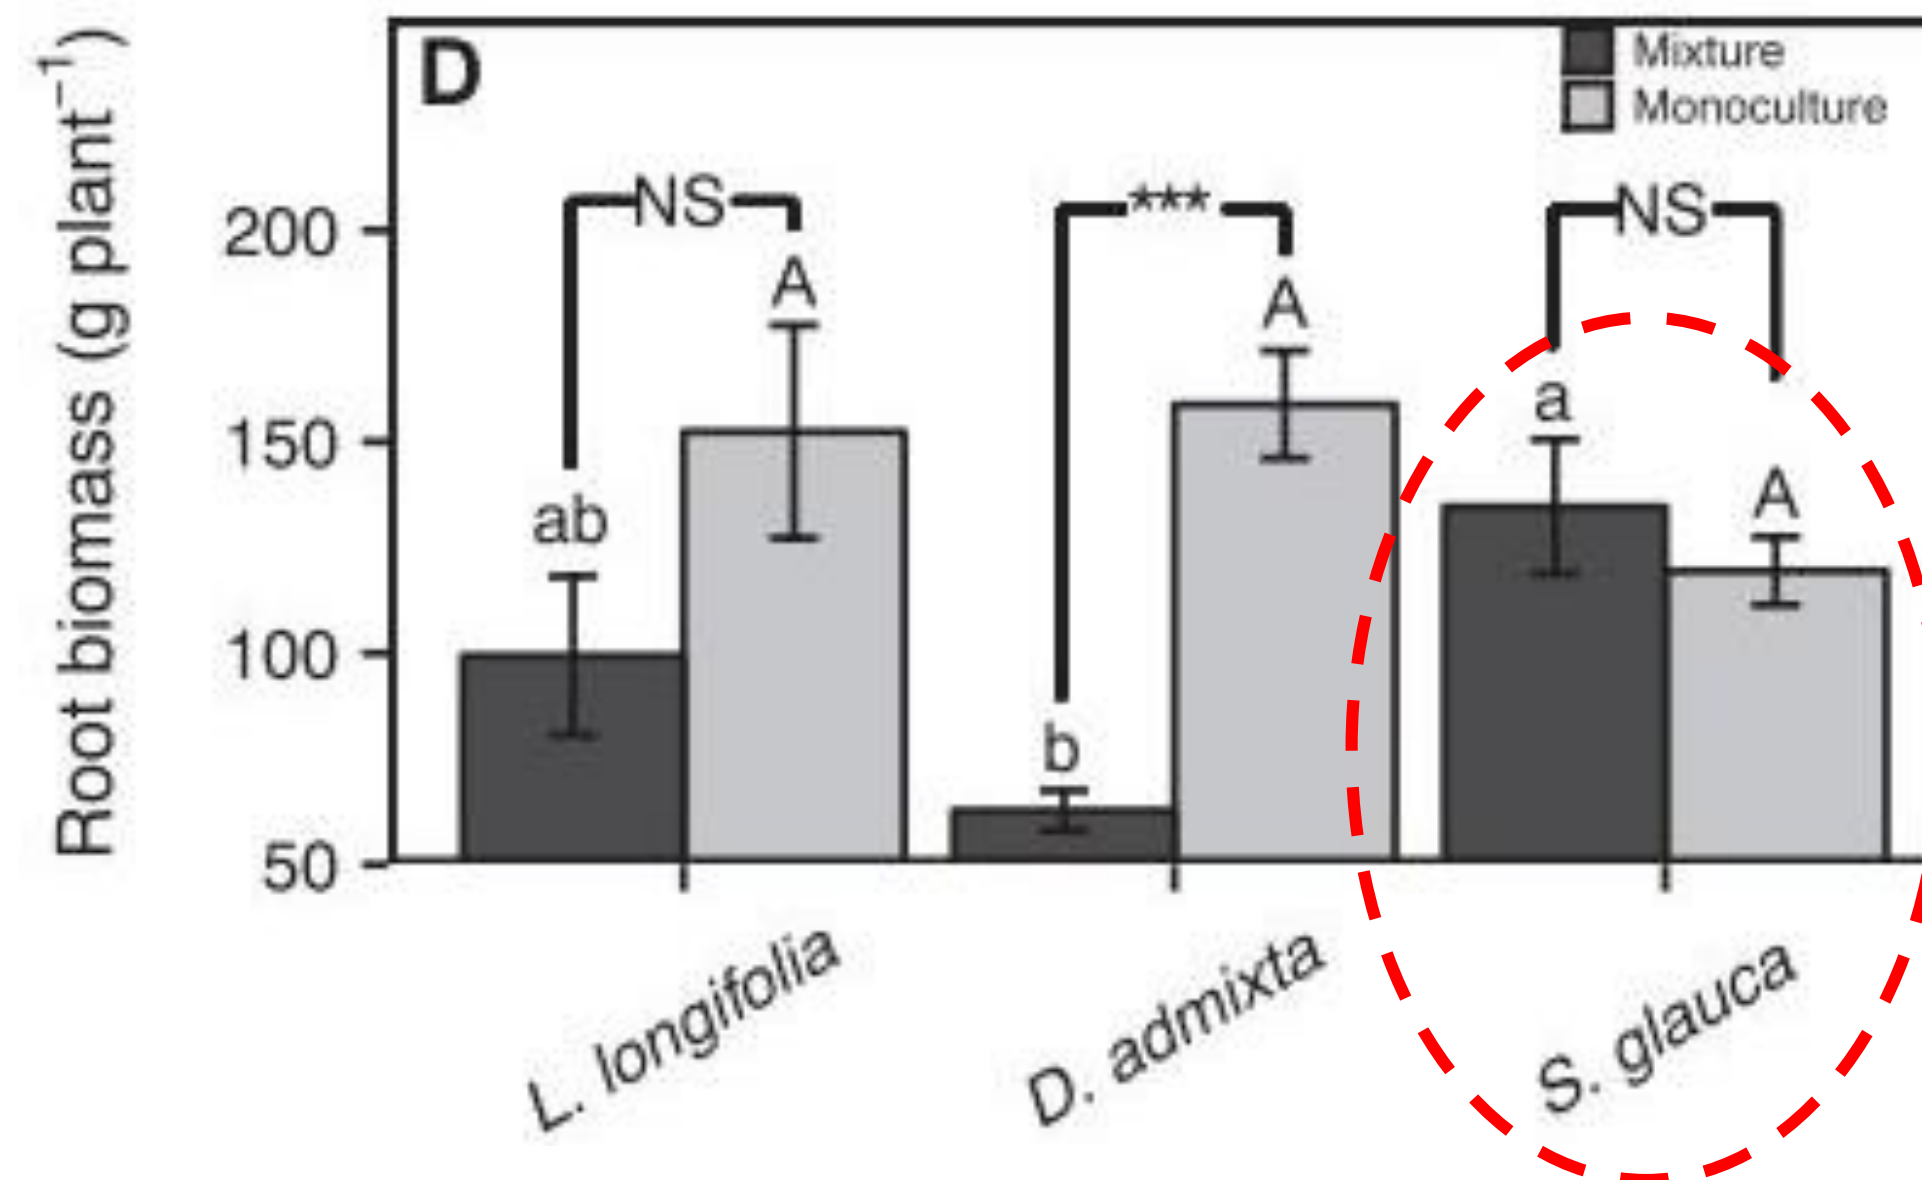 D
Mixture
Monoculture
Root biomass (g plant⁻¹)
200
150
100
50
NS
***
NS
A
A
a
A
ab
b
L. longifolia
D. admixta
S. glauca